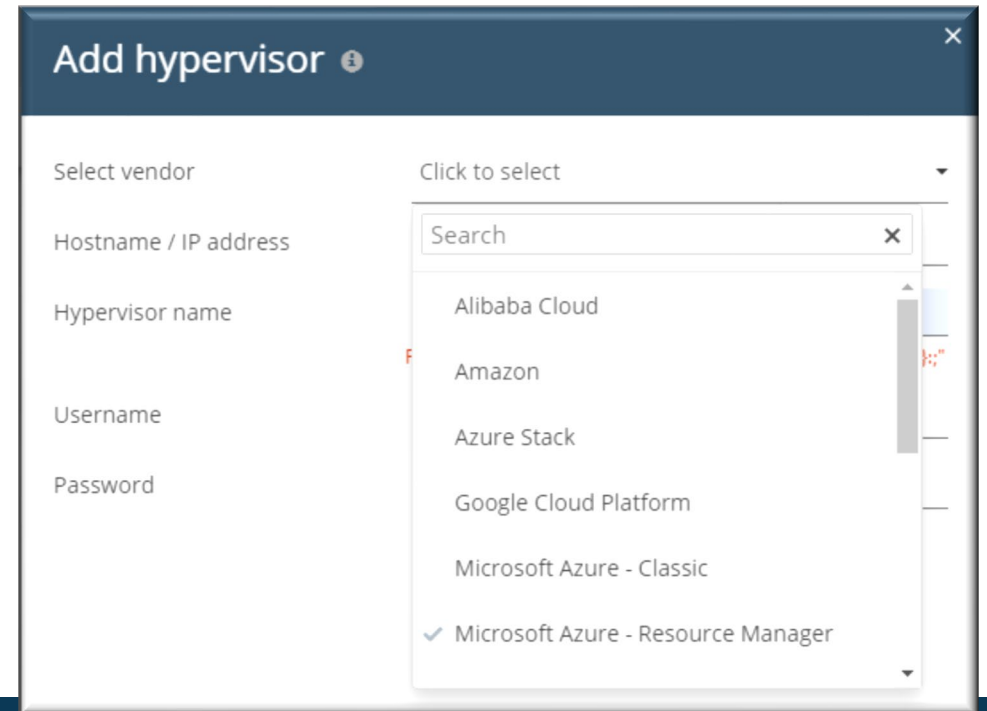 Add hypervisor
Select vendor Click to select
Search
Hostname / IP address
Alibaba Cloud
Hypervisor name
Amazon
Username
Azure Stack
Password
Google Cloud Platform
Microsoft Azure - Classic
Microsoft Azure - Resource Manager